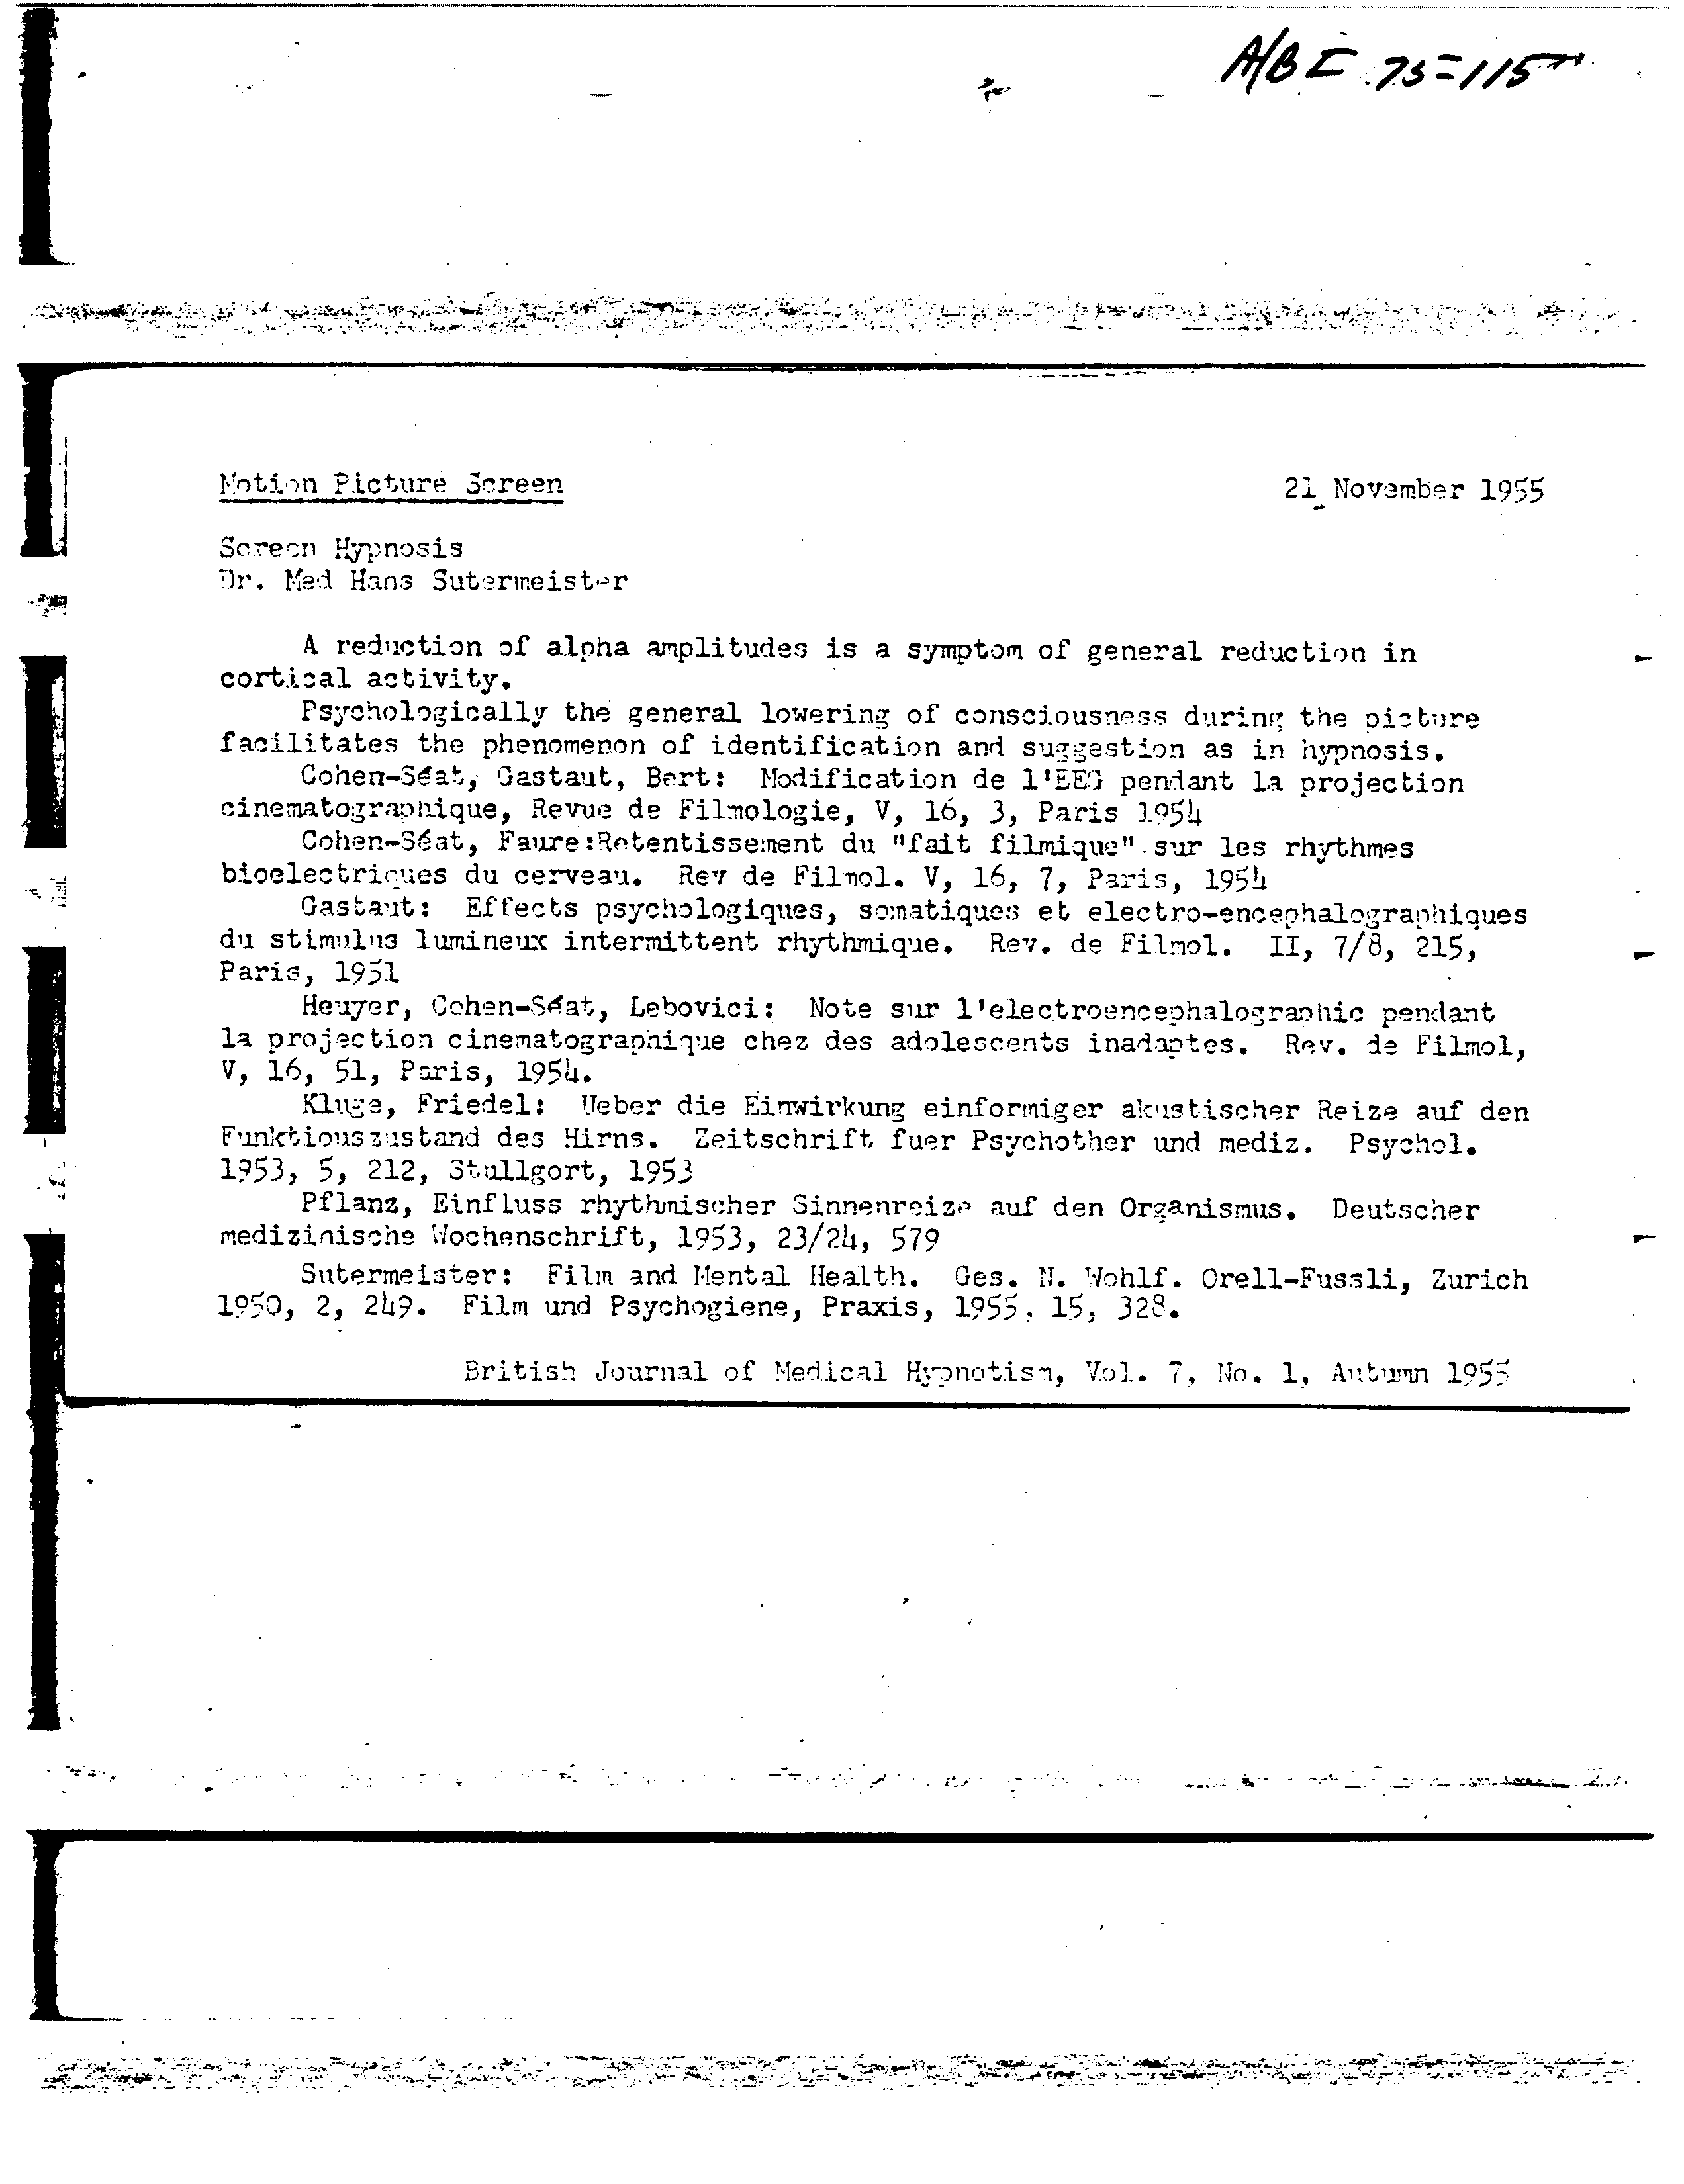 A/B I 75-115
Motion Picture Screen 21 November 1955
Screen Hypnosis
Dr. Med Hans Sutermeister
A reduction of alpha amplitudes is a symptom of general reduction in
cortical activity.
Psychologically the general lowering of consciousness during the picture
facilitates the phenomenon of identification and suggestion as in hypnosis.
Cohen-Séat, Gastaut, Bert: Modification de l'EEG pendant la projection
cinematographique, Revue de Filmologie, V, 16, 3, Paris 1954
Cohen-Séat, Faure:Retentissement du "fait filmique" sur les rhythmes
bioelectriques du cerveau. Rev de Filmol. V, 16, 7, Paris, 1954
Gastaut: Effects psychologiques, somatiques et electro-encephalographiques
du stimulus lumineux intermittent rhythmique. Rev. de Filmol. II, 7/8, 215,
Paris, 1951
Heuyer, Cohen-Séat, Lebovici: Note sur l'electroencephalographic pendant
la projection cinematographique chez des adolescents inadaptes. Rev. de Filmol,
V, 16, 51, Paris, 1954.
Kluge, Friedel: Ueber die Einwirkung einformiger akustischer Reize auf den
Funktiouszustand des Hirns. Zeitschrift fuer Psychother und mediz. Psychol.
1953, 5, 212, Stullgort, 1953
Pflanz, Einfluss rhythmischer Sinnenreize auf den Organismus. Deutscher
medizinische Wochenschrift, 1953, 23/24, 579
Sutermeister: Film and Mental Health. Ges. N. Wohlf. Orell-Fussli, Zurich
1950, 2, 249. Film und Psychogiene, Praxis, 1955, 15, 328.
British Journal of Medical Hypnotism, Vol. 7, No. 1, Autumn 1955